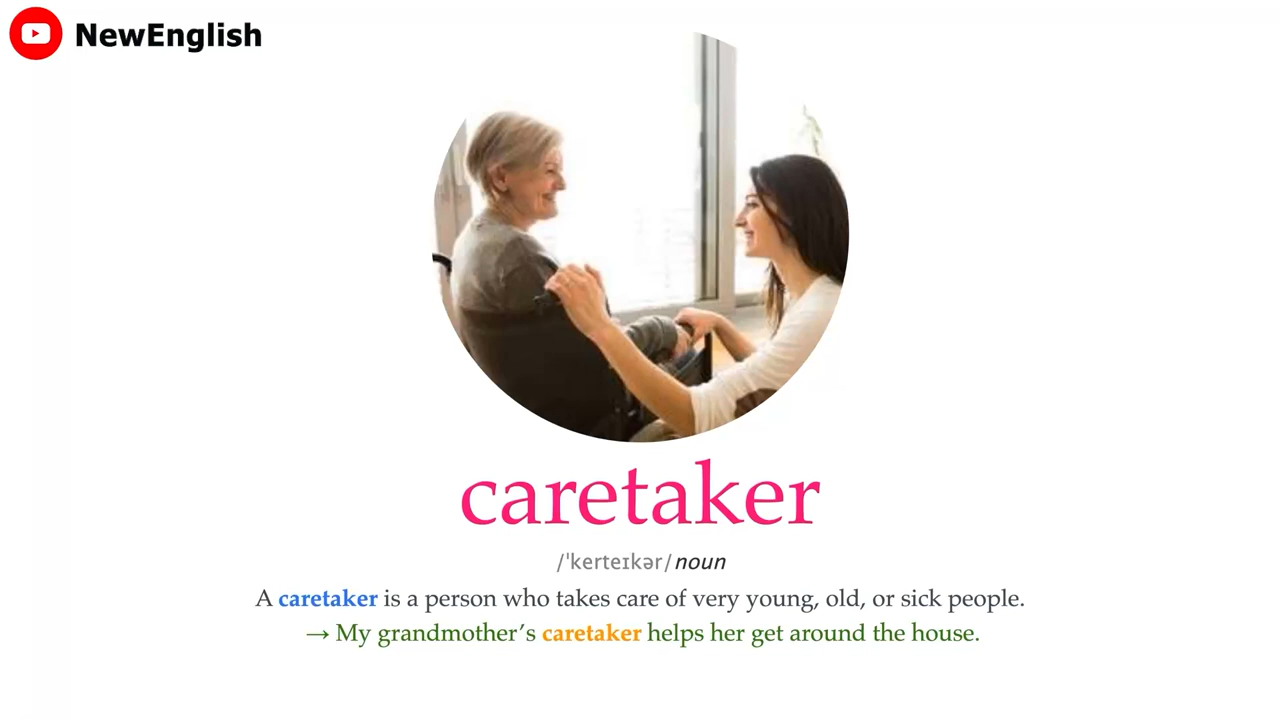 NewEnglish
caretaker
/ˈkerteɪkər/noun
A caretaker is a person who takes care of very young, old, or sick people.
→ My grandmother’s caretaker helps her get around the house.